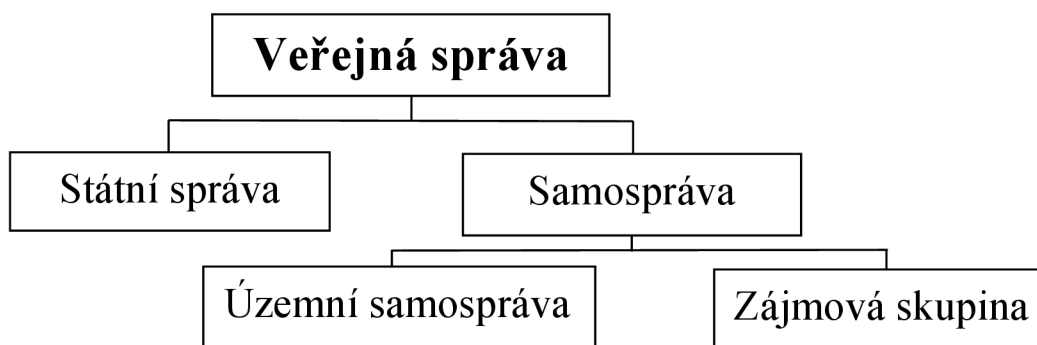 Veřejná správa
Státní správa
Samospráva
Územní samospráva
Zájmová skupina